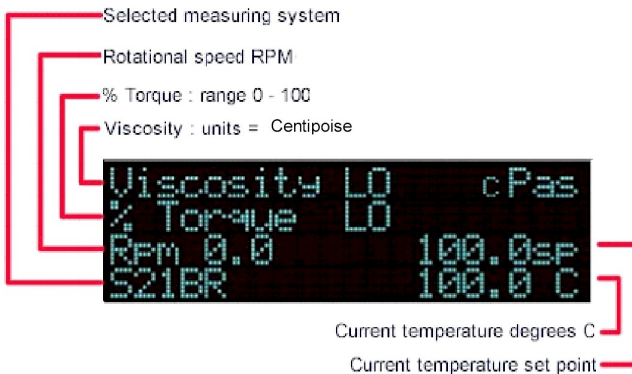 Selected measuring system
Rotational speed RPM
% Torque : range 0 - 100
Viscosity : units = Centipoise
Viscosity LO cPas
% Torque LO
Rpm 0.0 100.0sp
S21BR 100.0 C
Current temperature degrees C
Current temperature set point